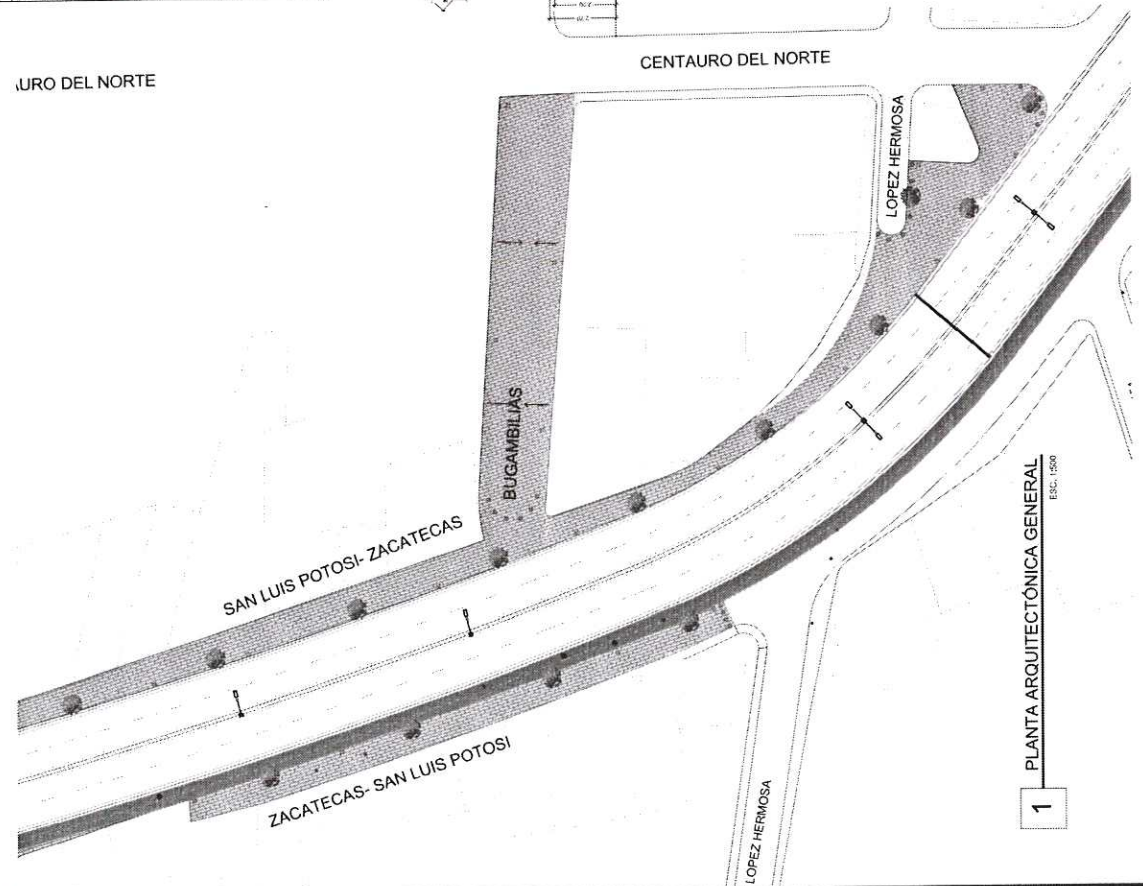 CENTAURO DEL NORTE
AURO DEL NORTE
LOPEZ HERMOSA
BUGAMBILIAS
SAN LUIS POTOSI- ZACATECAS
ZACATECAS- SAN LUIS POTOSI
LOPEZ HERMOSA
1
PLANTA ARQUITECTÓNICA GENERAL
ESC. 1:500